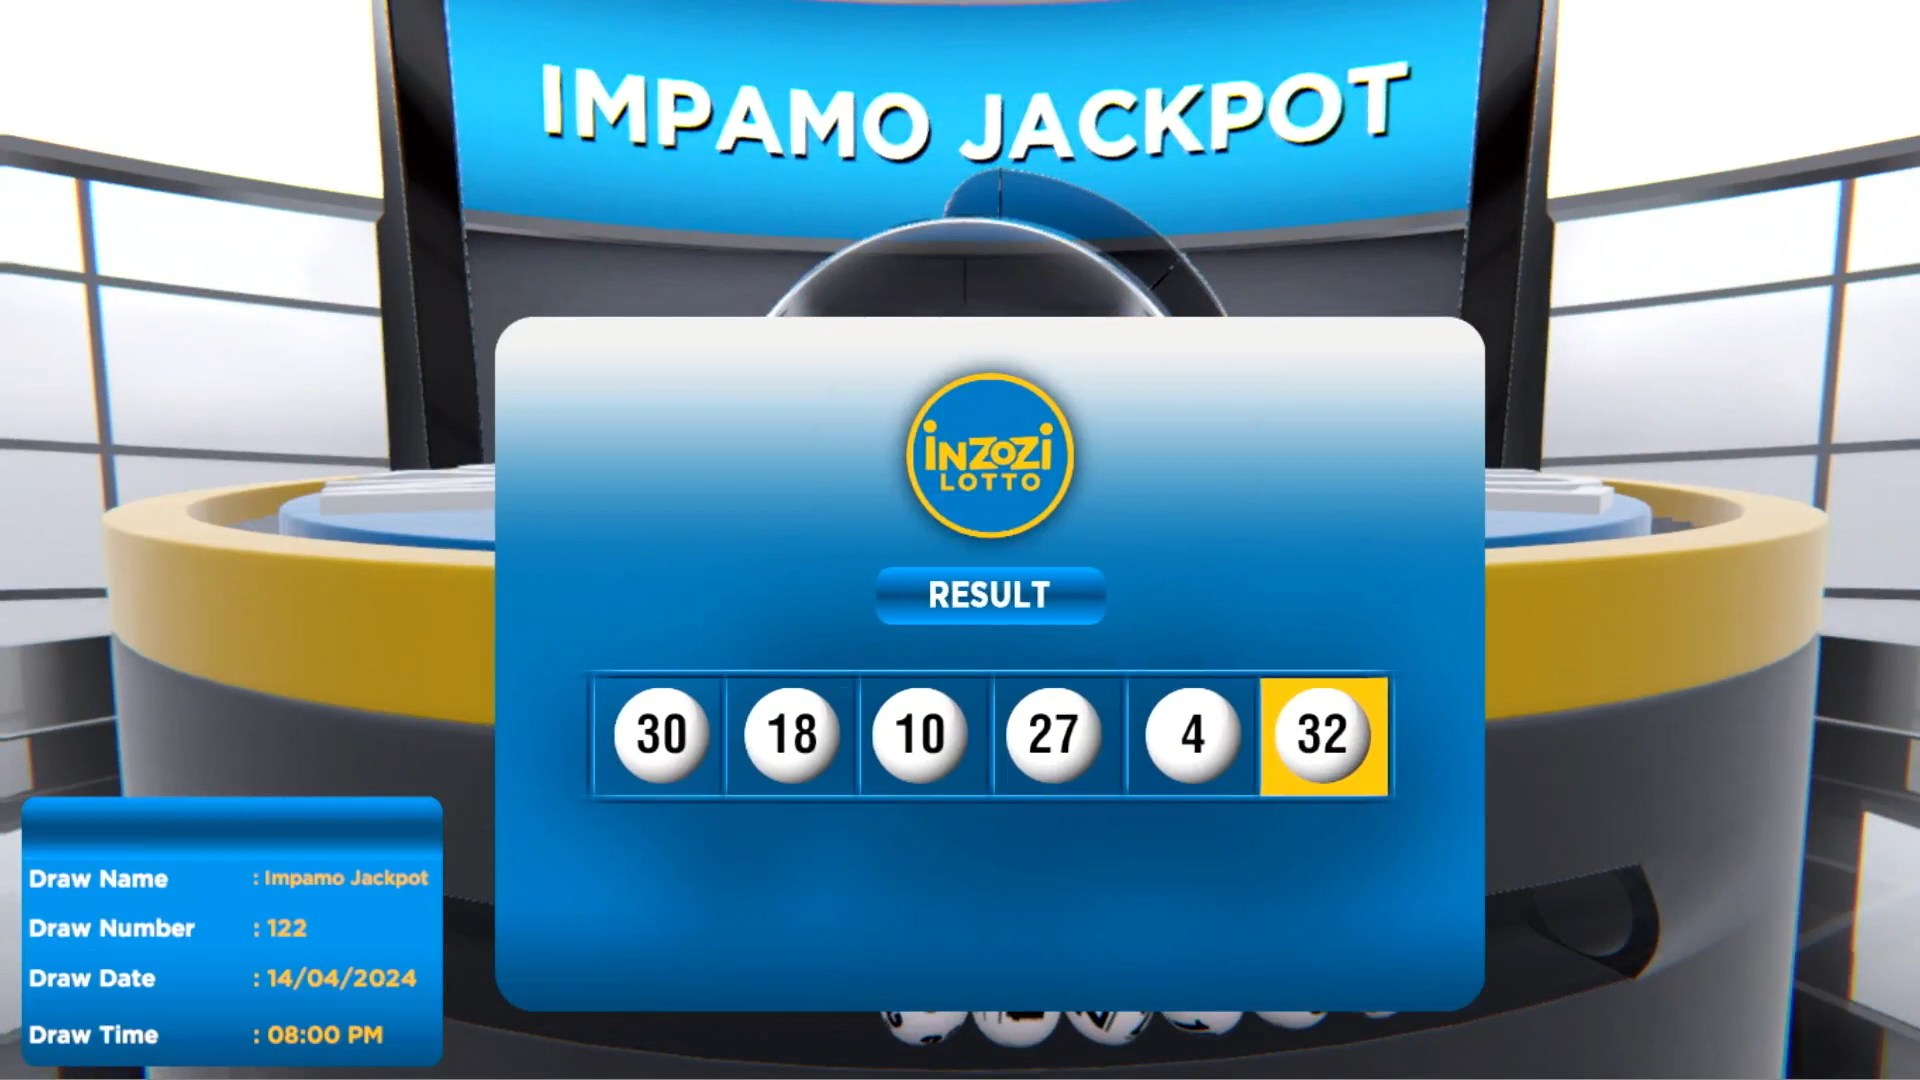 IMPAMO JACKPOT
iNZOZi
LOTTO
RESULT
30 18 10 27 4 32
Draw Name : Impamo Jackpot
Draw Number : 122
Draw Date : 14/04/2024
Draw Time : 08:00 PM